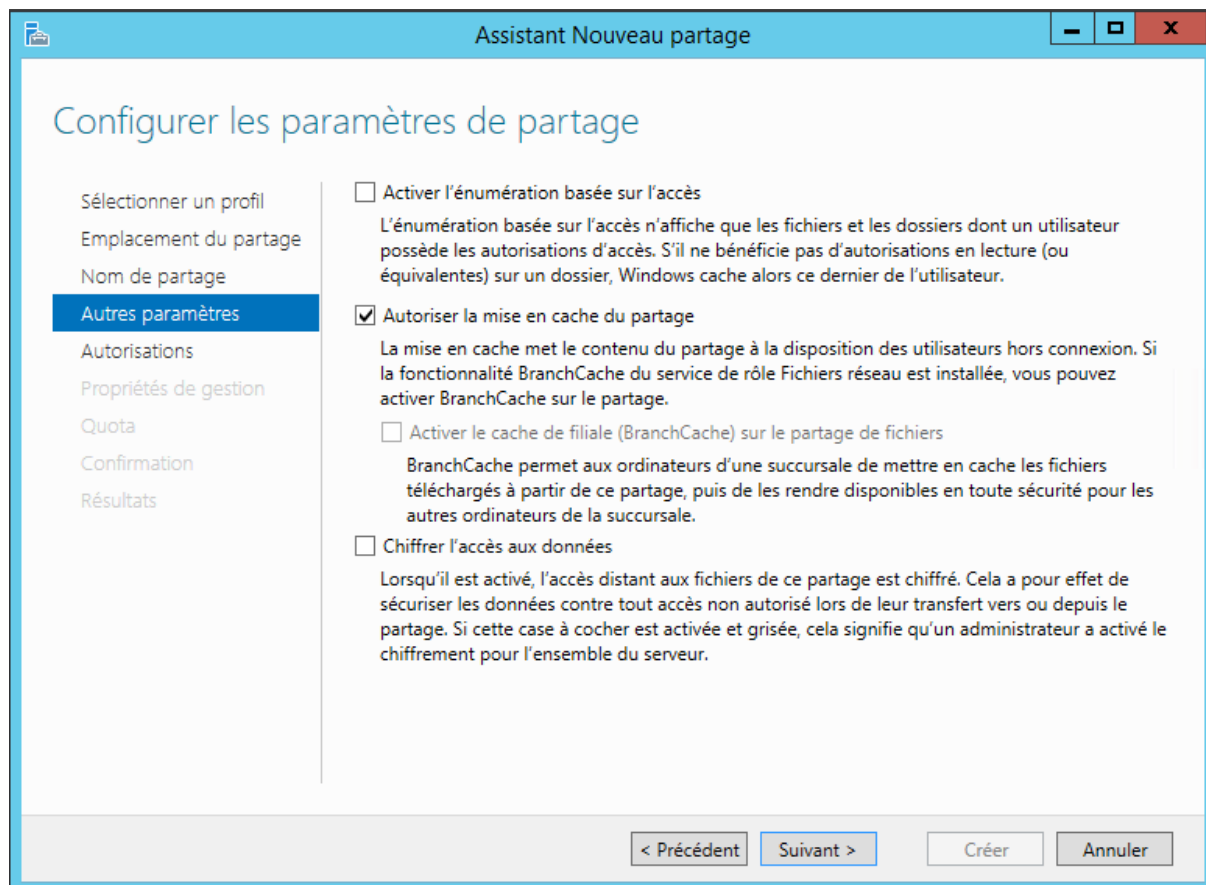 Assistant Nouveau partage
Configurer les paramètres de partage
Sélectionner un profil
Emplacement du partage
Nom de partage
Autres paramètres
Autorisations
Propriétés de gestion
Quota
Confirmation
Résultats
Activer l'énumération basée sur l'accès
L'énumération basée sur l'accès n'affiche que les fichiers et les dossiers dont un utilisateur
possède les autorisations d'accès. S'il ne bénéficie pas d'autorisations en lecture (ou
équivalentes) sur un dossier, Windows cache alors ce dernier de l'utilisateur.
Autoriser la mise en cache du partage
La mise en cache met le contenu du partage à la disposition des utilisateurs hors connexion. Si
la fonctionnalité BranchCache du service de rôle Fichiers réseau est installée, vous pouvez
activer BranchCache sur le partage.
Activer le cache de filiale (BranchCache) sur le partage de fichiers
BranchCache permet aux ordinateurs d'une succursale de mettre en cache les fichiers
téléchargés à partir de ce partage, puis de les rendre disponibles en toute sécurité pour les
autres ordinateurs de la succursale.
Chiffrer l'accès aux données
Lorsqu'il est activé, l'accès distant aux fichiers de ce partage est chiffré. Cela a pour effet de
sécuriser les données contre tout accès non autorisé lors de leur transfert vers ou depuis le
partage. Si cette case à cocher est activée et grisée, cela signifie qu'un administrateur a activé le
chiffrement pour l'ensemble du serveur.
< Précédent
Suivant >
Créer
Annuler